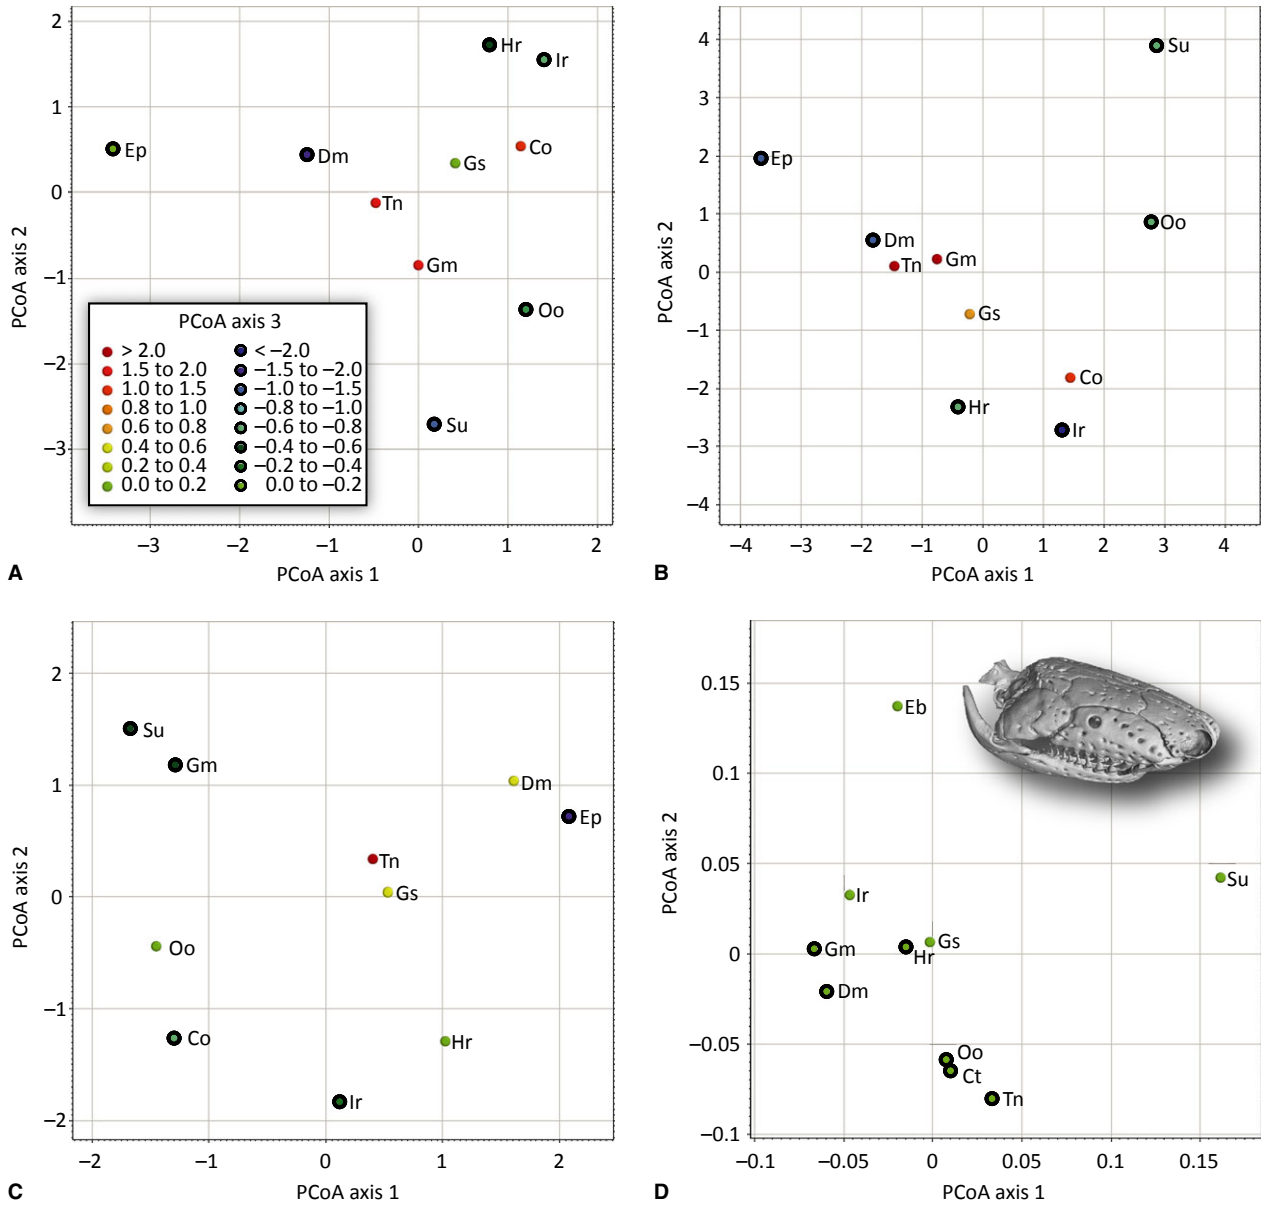 2
1
0
−1
−2
−3
PCoA axis 2
Hr
Ir
Ep
Dm
Gs
Co
Tn
Gm
Oo
Su
PCoA axis 3
> 2.0
< −2.0
1.5 to 2.0
−1.5 to −2.0
1.0 to 1.5
−1.0 to −1.5
0.8 to 1.0
−0.8 to −1.0
0.6 to 0.8
−0.6 to −0.8
0.4 to 0.6
−0.4 to −0.6
0.2 to 0.4
−0.2 to −0.4
0.0 to 0.2
0.0 to −0.2
−3 −2 −1 0 1 2
PCoA axis 1
A
4
3
2
1
0
−1
−2
−3
−4
PCoA axis 2
Su
Ep
Oo
Dm
Tn
Gm
Gs
Co
Hr
Ir
−4 −3 −2 −1 0 1 2 3 4
PCoA axis 1
B
2
1
0
−1
−2
PCoA axis 2
Su
Gm
Dm
Ep
Tn
Gs
Oo
Co
Hr
Ir
−2 −1 0 1 2
PCoA axis 1
C
0.15
0.1
0.05
0
−0.05
−0.1
PCoA axis 2
Eb
Su
Ir
Gs
Gm
Hr
Dm
Oo
Ct
Tn
−0.1 −0.05 0 0.05 0.1 0.15
PCoA axis 1
D